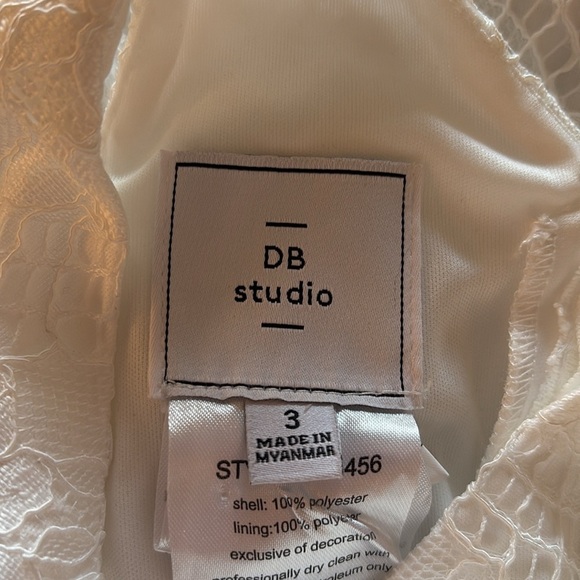 DB
studio
3
MADE IN
MYANMAR
ST 456
shell: 100% polyester
lining:100%
exclusive of
dry clean with
only